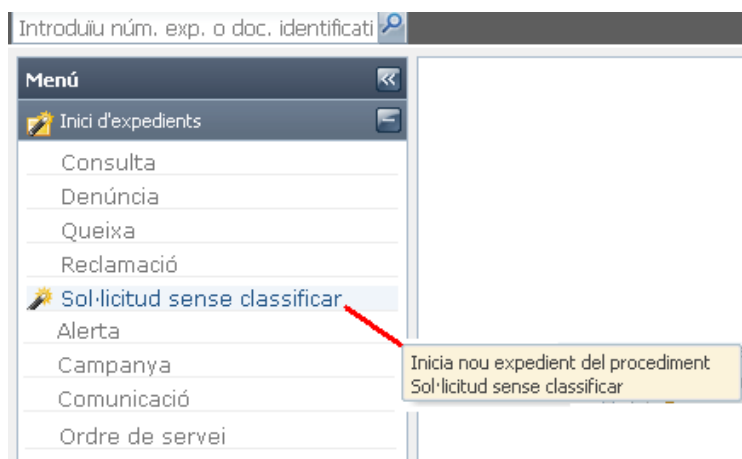 Introduïu núm. exp. o doc. identificati
Menú
Inici d'expedients
Consulta
Denúncia
Queixa
Reclamació
Sol·licitud sense classificar
Alerta
Campanya
Comunicació
Ordre de servei
Inicia nou expedient del procediment
Sol·licitud sense classificar